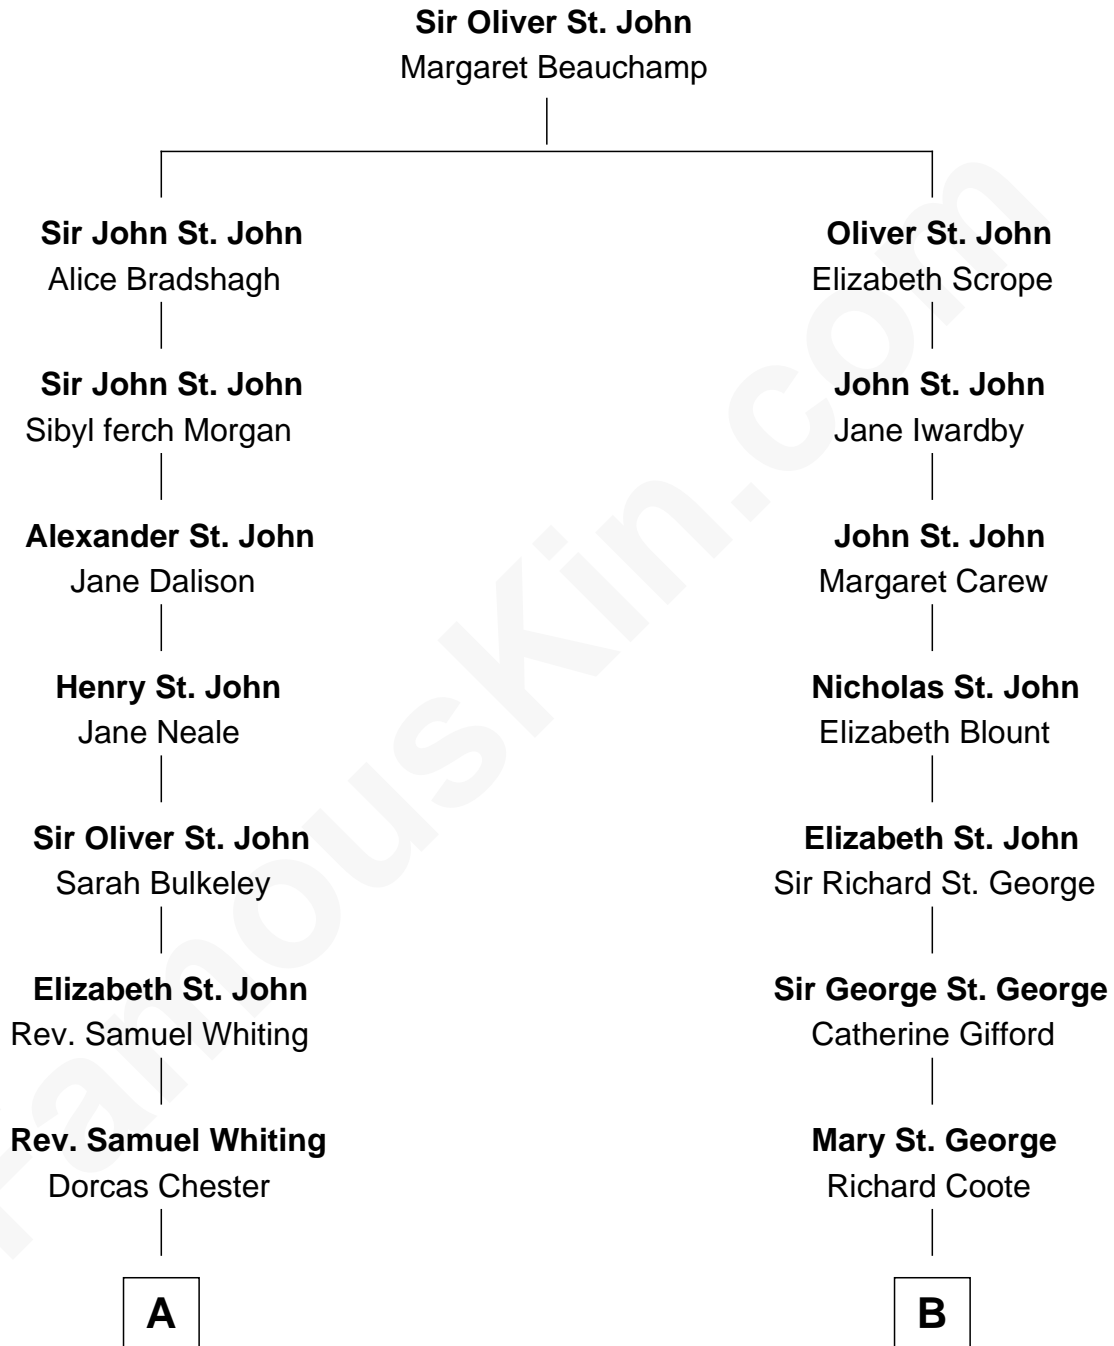 Sir Oliver St. John
Margaret Beauchamp
Sir John St. John
Alice Bradshagh
Sir John St. John
Sibyl ferch Morgan
Alexander St. John
Jane Dalison
Henry St. John
Jane Neale
Sir Oliver St. John
Sarah Bulkeley
Elizabeth St. John
Rev. Samuel Whiting
Rev. Samuel Whiting
Dorcas Chester
A
Oliver St. John
Elizabeth Scrope
John St. John
Jane Iwardby
John St. John
Margaret Carew
Nicholas St. John
Elizabeth Blount
Elizabeth St. John
Sir Richard St. George
Sir George St. George
Catherine Gifford
Mary St. George
Richard Coote
B
FamousKin.com